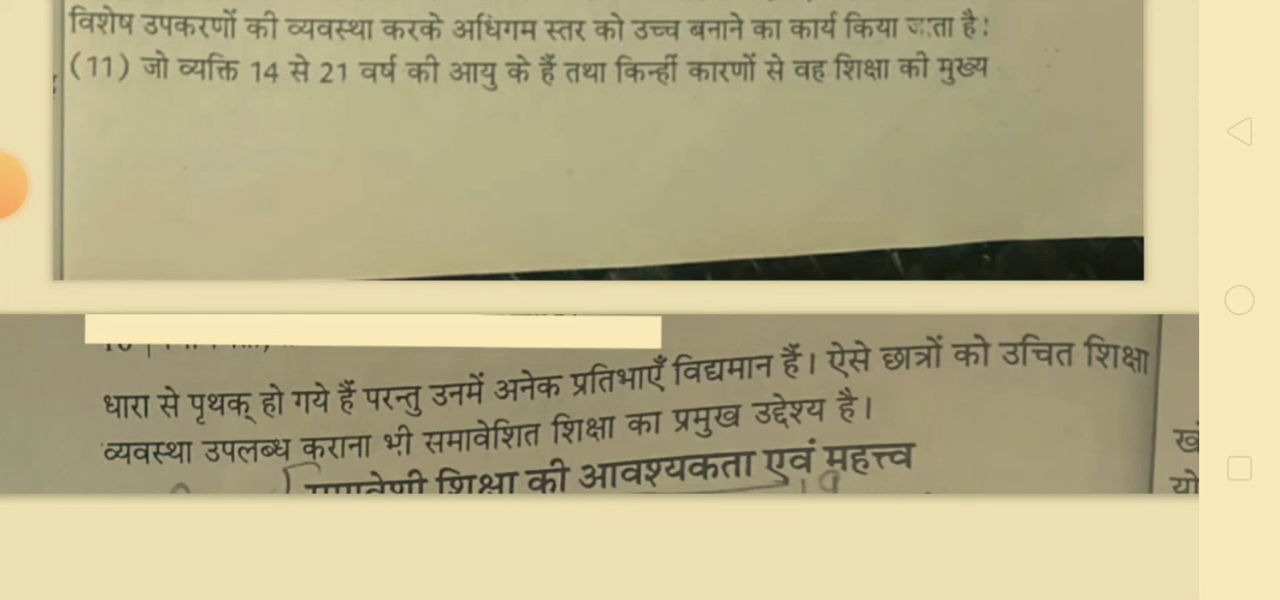 विशेष उपकरणों की व्यवस्था करके अधिगम स्तर को उच्च बनाने का कार्य किया जाता है:
(11) जो व्यक्ति 14 से 21 वर्ष की आयु के हैं तथा किन्हीं कारणों से वह शिक्षा की मुख्य
धारा से पृथक् हो गये हैं परन्तु उनमें अनेक प्रतिभाएँ विद्यमान हैं। ऐसे छात्रों को उचित शिक्षा
व्यवस्था उपलब्ध कराना भी समावेशित शिक्षा का प्रमुख उद्देश्य है।
समावेशी शिक्षा की आवश्यकता एवं महत्त्व